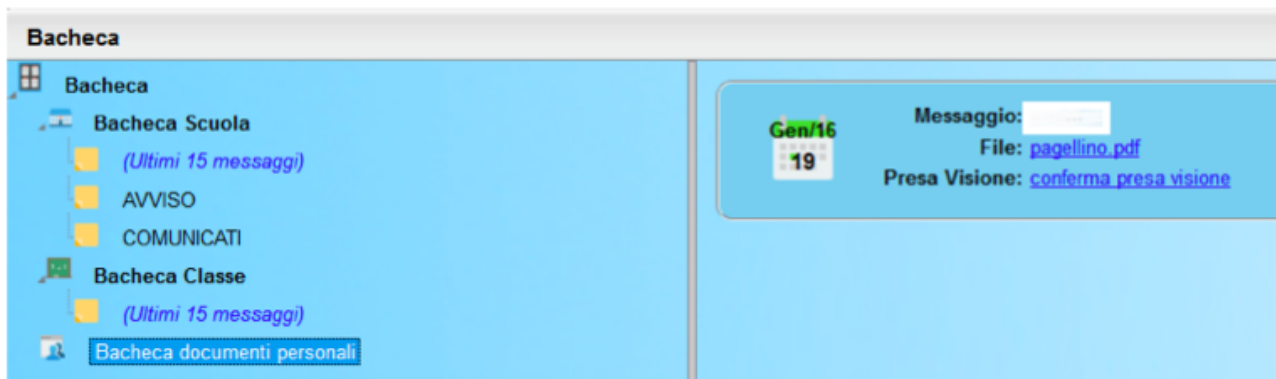 Bacheca
Bacheca
Bacheca Scuola
(Ultimi 15 messaggi)
AVVISO
COMUNICATI
Bacheca Classe
(Ultimi 15 messaggi)
Bacheca documenti personali
Gen/16
19
Messaggio:
File: pagellino.pdf
Presa Visione: conferma presa visione